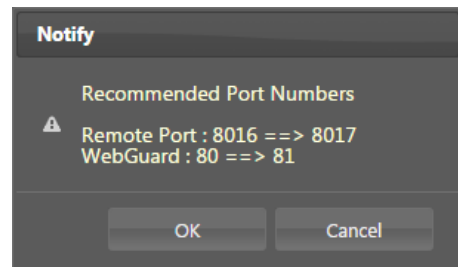 Notify
Recommended Port Numbers
Remote Port : 8016 ==> 8017
WebGuard : 80 ==> 81
OK
Cancel